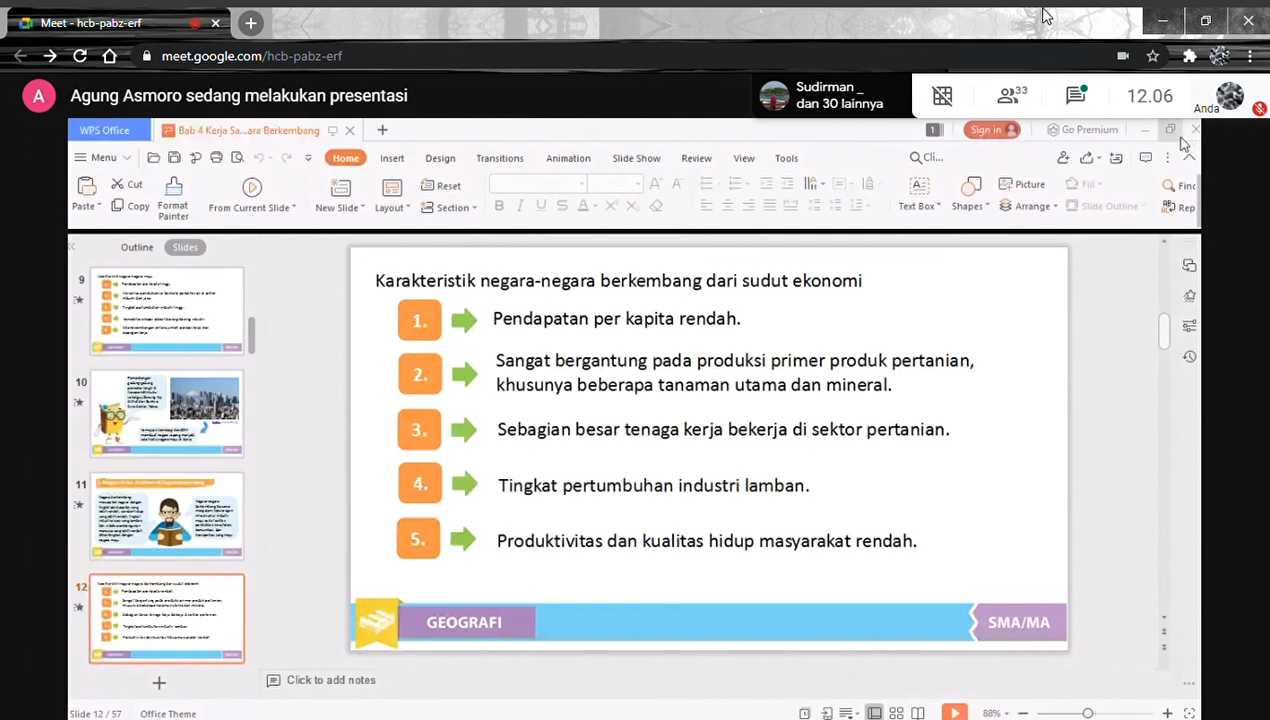 Meet - hcb-pabz-erf
meet.google.com/hcb-pabz-erf
A
Agung Asmoro sedang melakukan presentasi
Sudirman _
dan 30 lainnya
33
12.06
Anda
WPS Office
Bab 4 Kerja Sa...ara Berkembang
1
Sign in
Go Premium
Menu
Home
Insert
Design
Transitions
Animation
Slide Show
Review
View
Tools
Cli...
Paste
Cut
Copy
Format
Painter
From Current Slide
New Slide
Layout
Reset
Section
B I U S A
Text Box
Shapes
Picture
Arrange
Fill
Slide Outline
Find
Rep
Outline
Slides
9
10
11
12
Karakteristik negara-negara berkembang dari sudut ekonomi
1. Pendapatan per kapita rendah.
2. Sangat bergantung pada produksi primer produk pertanian,
khusunya beberapa tanaman utama dan mineral.
3. Sebagian besar tenaga kerja bekerja di sektor pertanian.
4. Tingkat pertumbuhan industri lamban.
5. Produktivitas dan kualitas hidup masyarakat rendah.
GEOGRAFI
SMA/MA
Click to add notes
Slide 12 / 57
Office Theme
88%